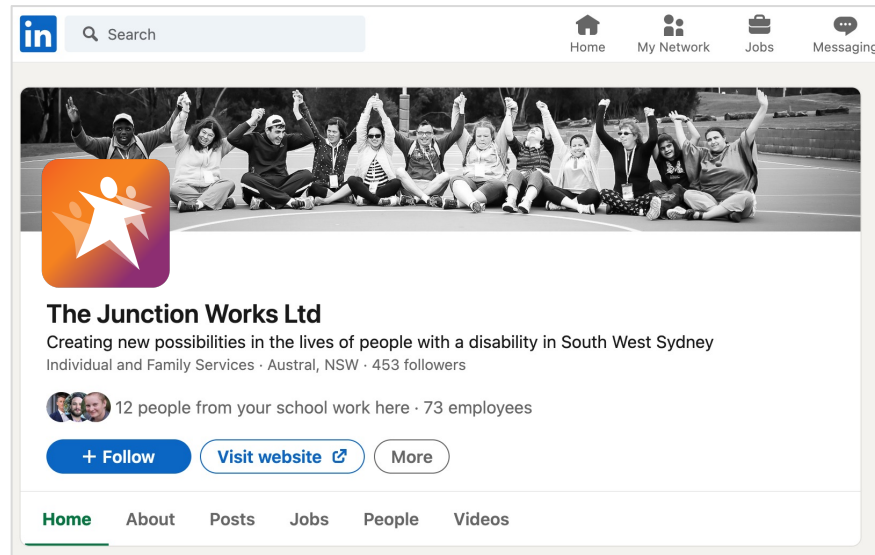 in Search
Home My Network Jobs Messaging
The Junction Works Ltd
Creating new possibilities in the lives of people with a disability in South West Sydney
Individual and Family Services · Austral, NSW · 453 followers
12 people from your school work here · 73 employees
+ Follow Visit website More
Home About Posts Jobs People Videos